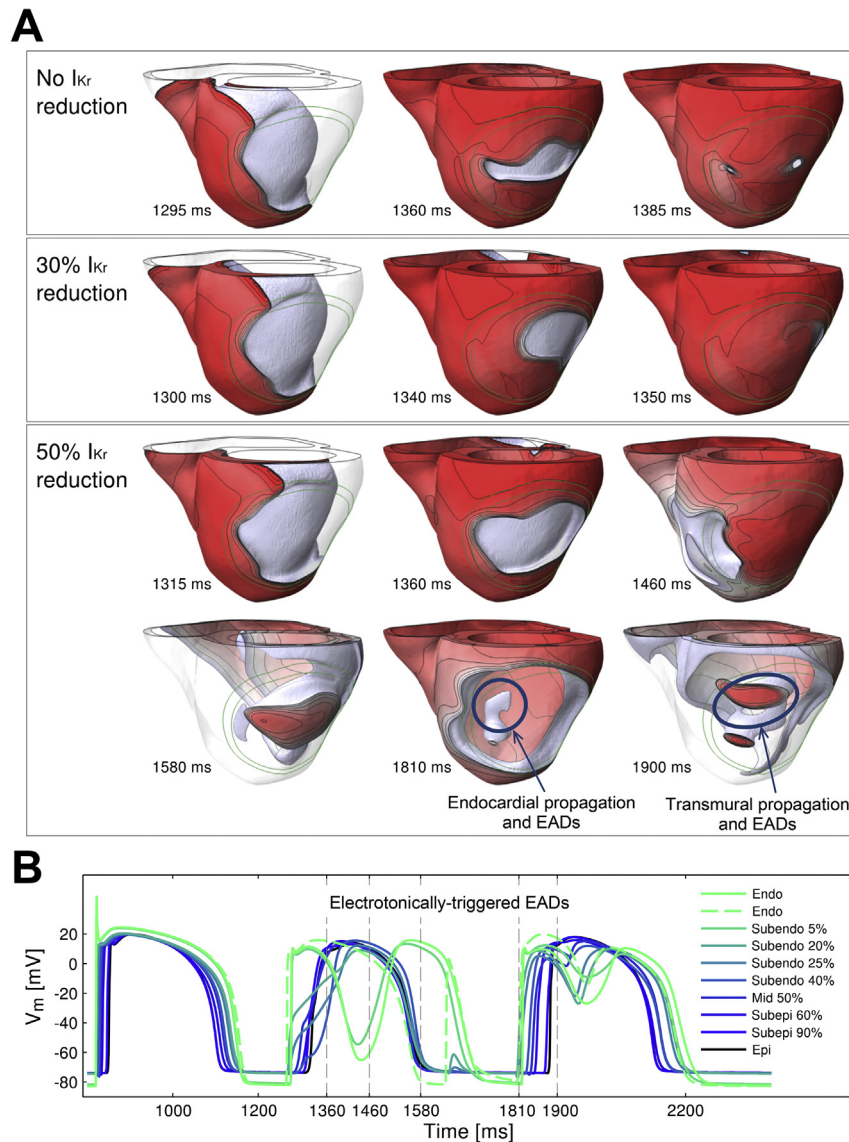 A
No IKr
reduction
1295 ms
1360 ms
1385 ms
30% IKr
reduction
1300 ms
1340 ms
1350 ms
50% IKr
reduction
1315 ms
1360 ms
1460 ms
1580 ms
1810 ms
1900 ms
Endocardial propagation
and EADs
Transmural propagation
and EADs
B
Electrotonically-triggered EADs
Vm [mV]
20
0
-20
-40
-60
-80
Endo
Endo
Subendo 5%
Subendo 20%
Subendo 25%
Subendo 40%
Mid 50%
Subepi 60%
Subepi 90%
Epi
1000
1200
1360
1460
1580
1810
1900
2200
Time [ms]